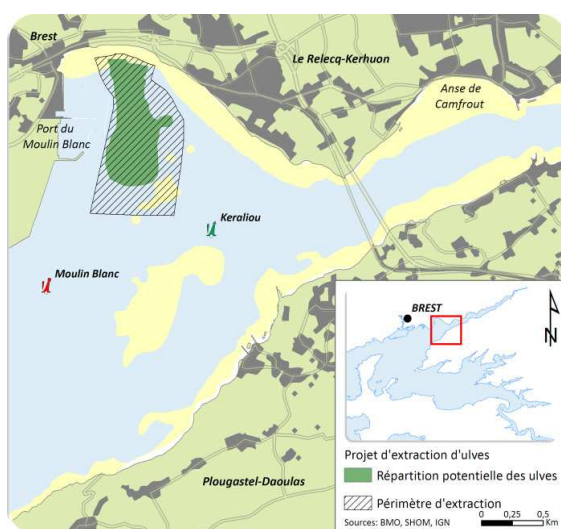 Brest
Le Relecq-Kerhuon
Anse de
Camfrout
Port du
Moulin Blanc
Keraliou
Moulin Blanc
BREST
N
Projet d'extraction d'ulves
Répartition potentielle des ulves
Périmètre d'extraction
Plougastel-Daoulas
Sources: BMO, SHOM, IGN
0 0,25 0,5
Km